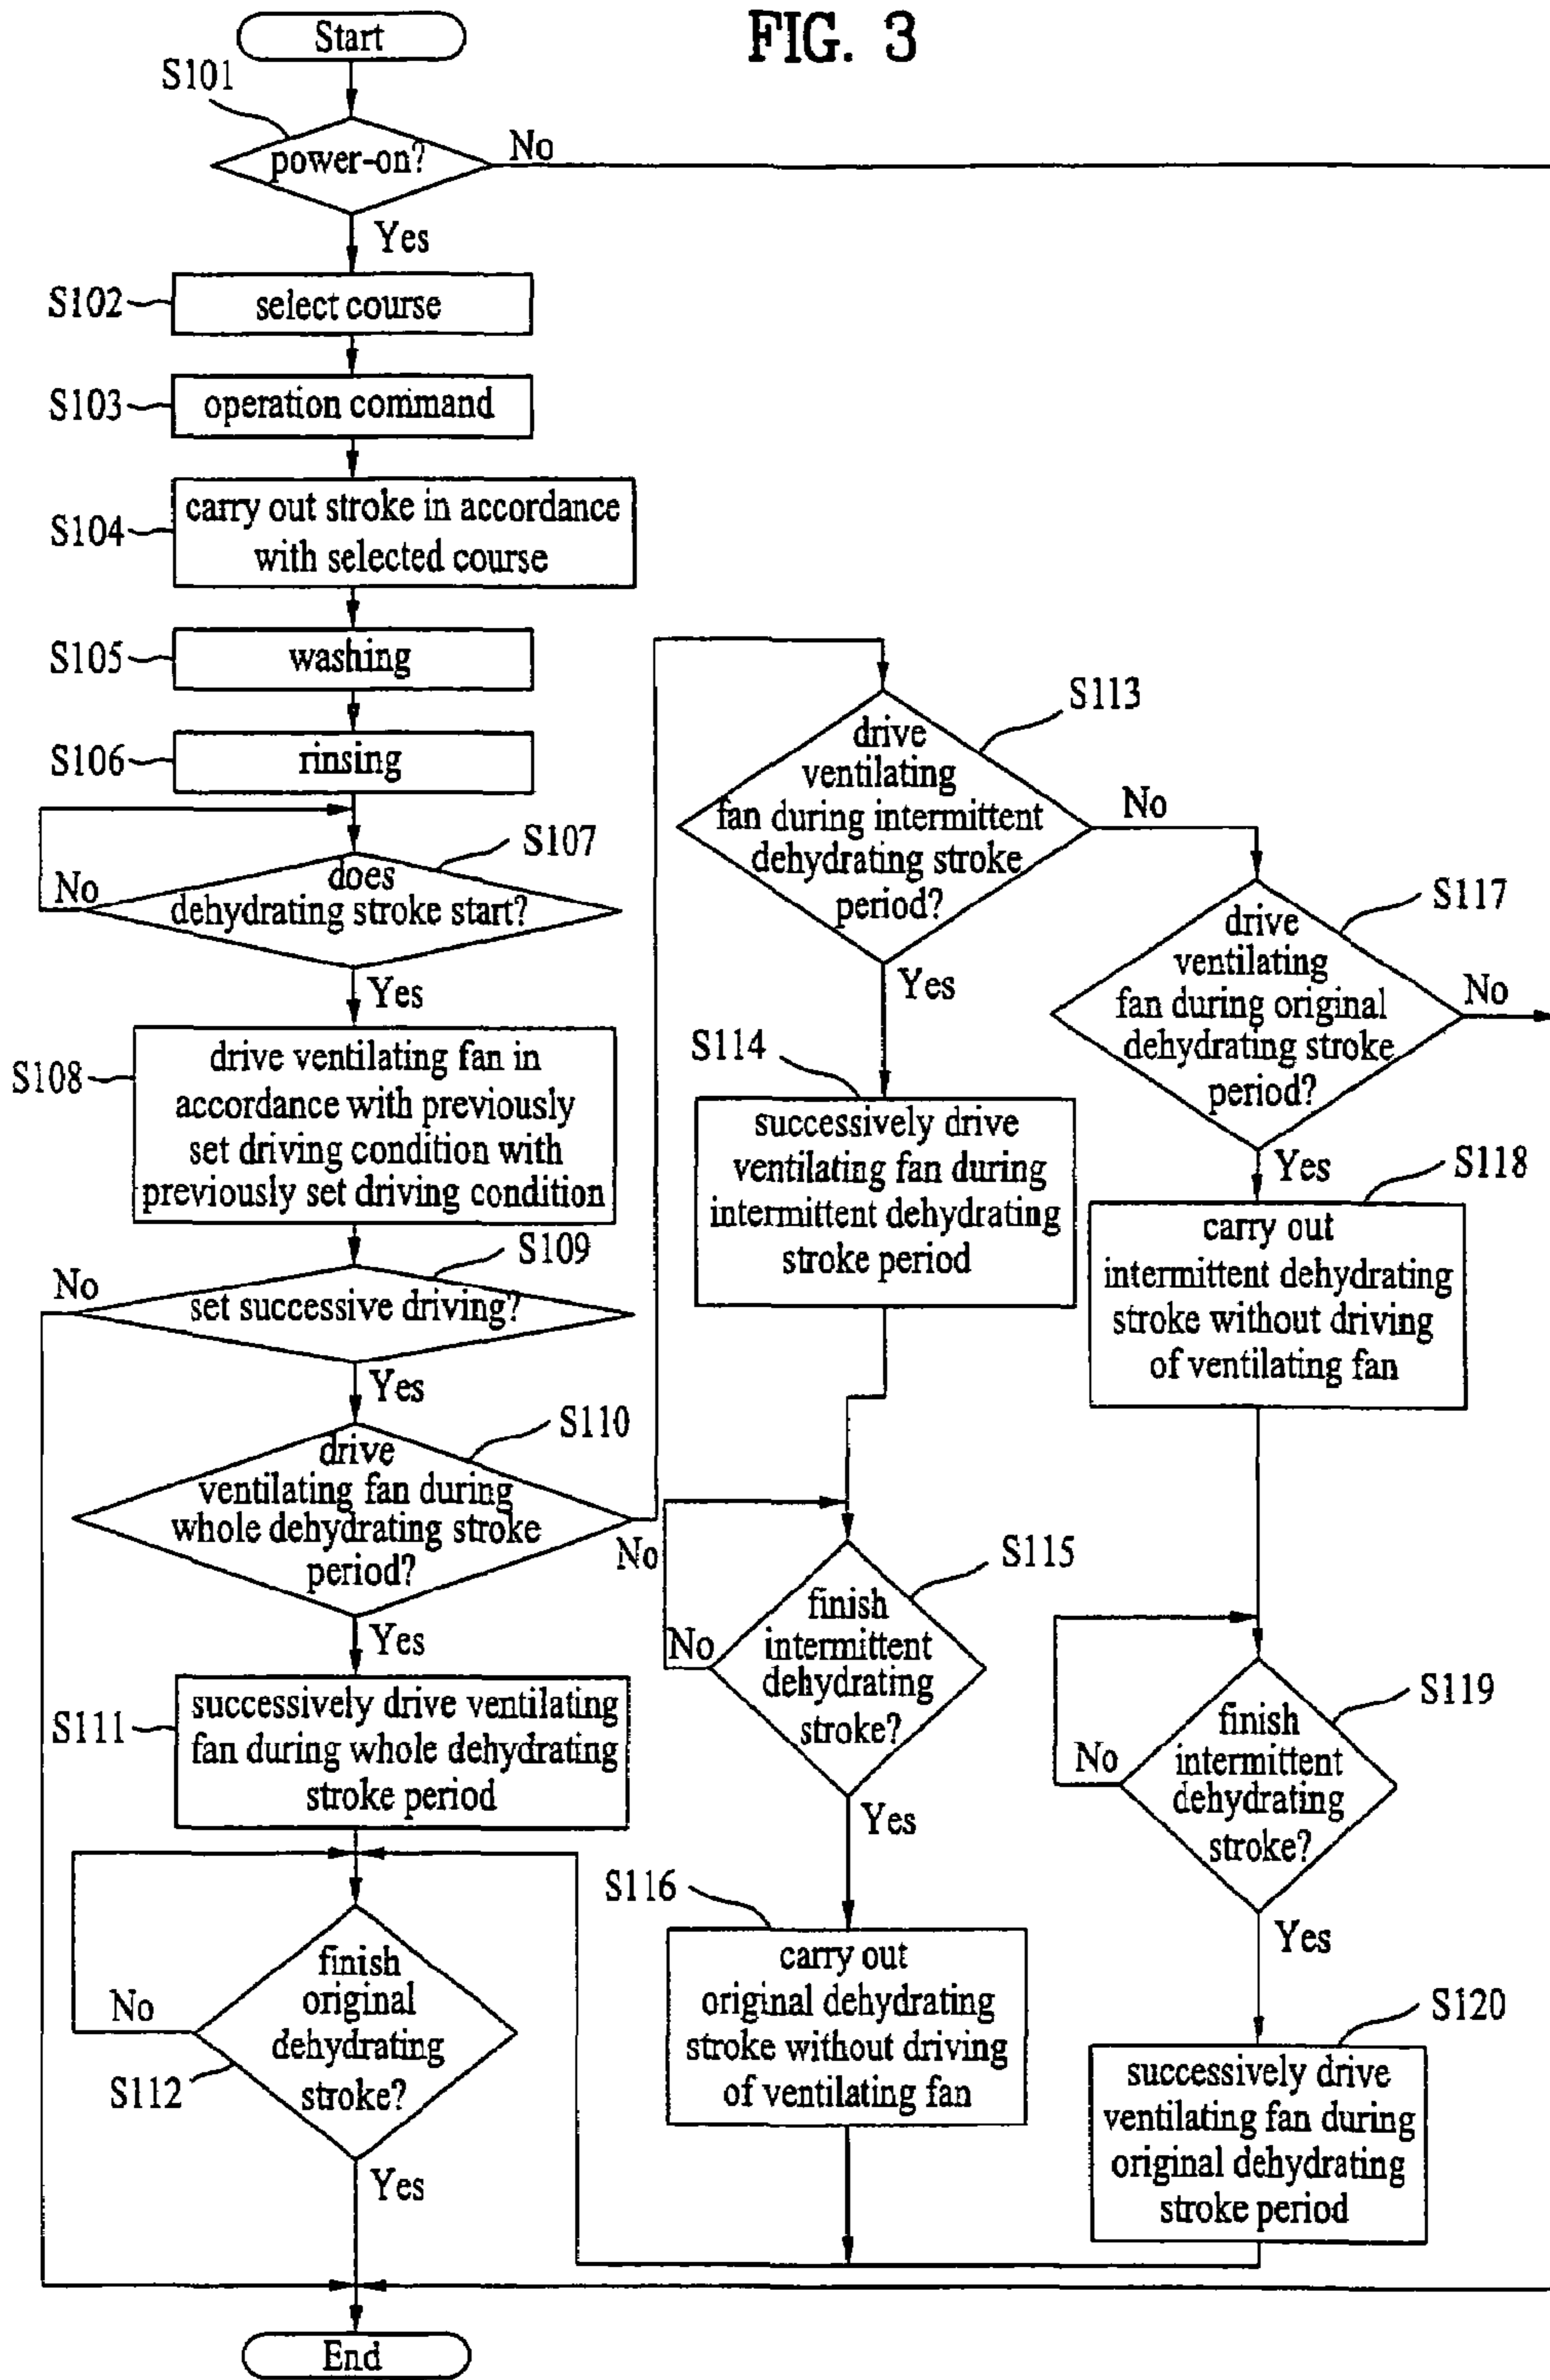 FIG. 3
Start
S101
power-on?
No
Yes
S102
select course
S103
operation command
S104
carry out stroke in accordance
with selected course
S105
washing
S106
rinsing
S107
No
does
dehydrating stroke start?
Yes
S108
drive ventilating fan in
accordance with previously
set driving condition with
previously set driving condition
S109
No
set successive driving?
Yes
S110
drive
ventilating fan during
whole dehydrating stroke
period?
No
Yes
S111
successively drive ventilating
fan during whole dehydrating
stroke period
No
finish
original
dehydrating
stroke?
S112
Yes
End
S113
drive
ventilating
fan during intermittent
dehydrating stroke
period?
No
Yes
S114
successively drive
ventilating fan during
intermittent dehydrating
stroke period
S115
finish
intermittent
dehydrating
stroke?
No
Yes
S116
carry out
original dehydrating
stroke without driving
of ventilating fan
S117
drive
ventilating
fan during original
dehydrating stroke
period?
No
Yes
S118
carry out
intermittent dehydrating
stroke without driving
of ventilating fan
S119
finish
intermittent
dehydrating
stroke?
No
Yes
S120
successively drive
ventilating fan during
original dehydrating
stroke period